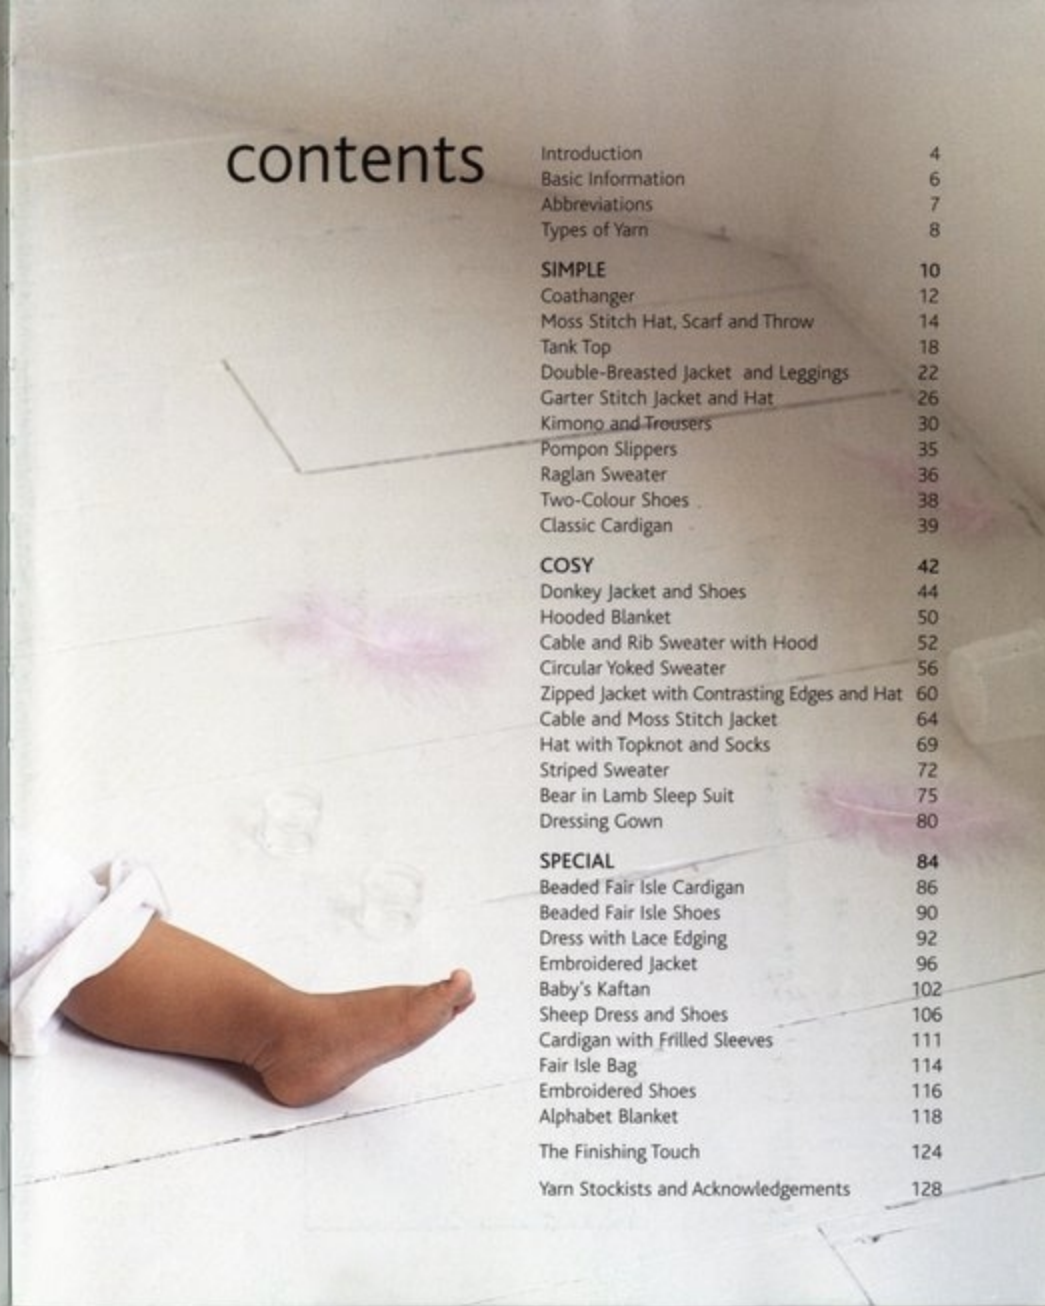 contents
Introduction 4
Basic Information 6
Abbreviations 7
Types of Yarn 8
SIMPLE 10
Coathanger 12
Moss Stitch Hat, Scarf and Throw 14
Tank Top 18
Double-Breasted Jacket and Leggings 22
Garter Stitch Jacket and Hat 26
Kimono and Trousers 30
Pompon Slippers 35
Raglan Sweater 36
Two-Colour Shoes 38
Classic Cardigan 39
COSY 42
Donkey Jacket and Shoes 44
Hooded Blanket 50
Cable and Rib Sweater with Hood 52
Circular Yoked Sweater 56
Zipped Jacket with Contrasting Edges and Hat 60
Cable and Moss Stitch Jacket 64
Hat with Topknot and Socks 69
Striped Sweater 72
Bear in Lamb Sleep Suit 75
Dressing Gown 80
SPECIAL 84
Beaded Fair Isle Cardigan 86
Beaded Fair Isle Shoes 90
Dress with Lace Edging 92
Embroidered Jacket 96
Baby's Kaftan 102
Sheep Dress and Shoes 106
Cardigan with Frilled Sleeves 111
Fair Isle Bag 114
Embroidered Shoes 116
Alphabet Blanket 118
The Finishing Touch 124
Yarn Stockists and Acknowledgements 128